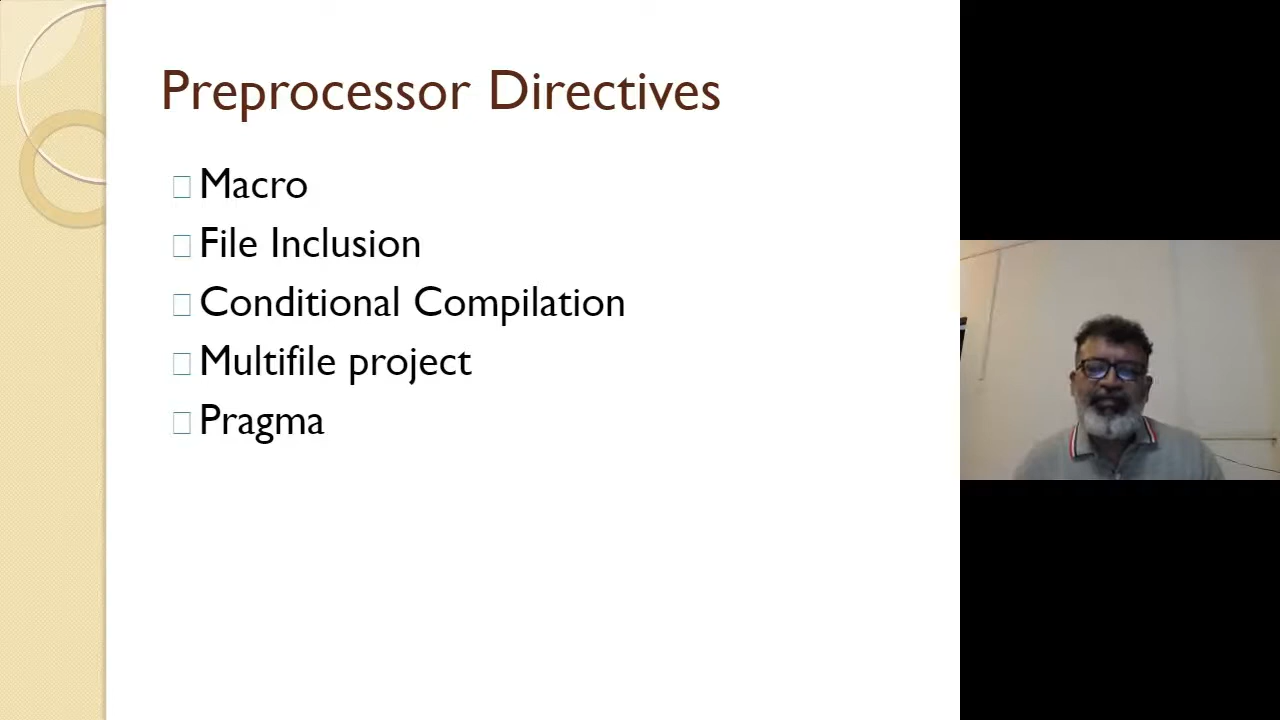 Preprocessor Directives
Macro
File Inclusion
Conditional Compilation
Multifile project
Pragma